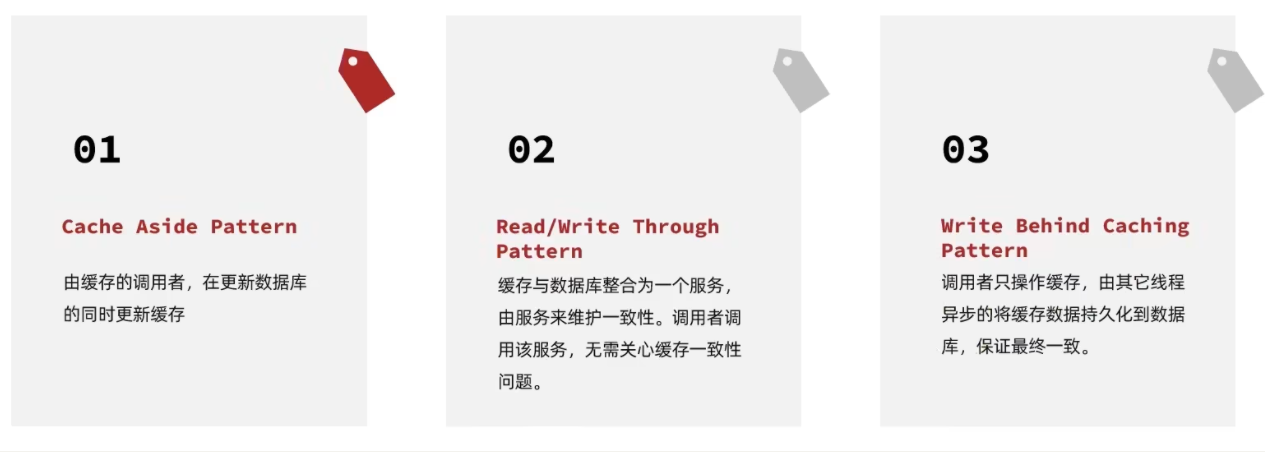 01
Cache Aside Pattern
由缓存的调用者，在更新数据库
的同时更新缓存
02
Read/Write Through
Pattern
缓存与数据库整合为一个服务，
由服务来维护一致性。调用者调
用该服务，无需关心缓存一致性
问题。
03
Write Behind Caching
Pattern
调用者只操作缓存，由其它线程
异步的将缓存数据持久化到数据
库，保证最终一致。